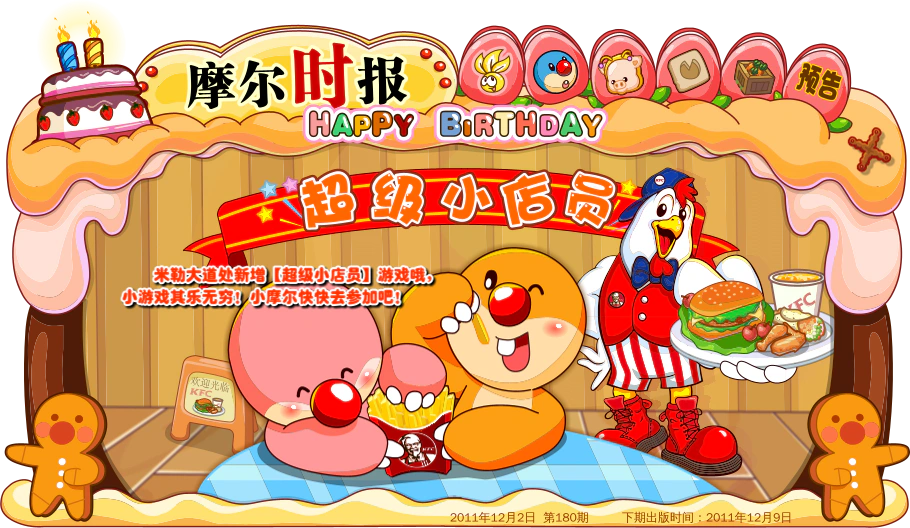 摩尔时报
预告
HAPPY BIRTHDAY
超级小店员
KFC
米勒大道处新增【超级小店员】游戏哦，
小游戏其乐无穷！小摩尔快快去参加吧！
KFC
KFC
欢迎光临
KFC
KFC
2011年12月2日 第180期 下期出版时间：2011年12月9日